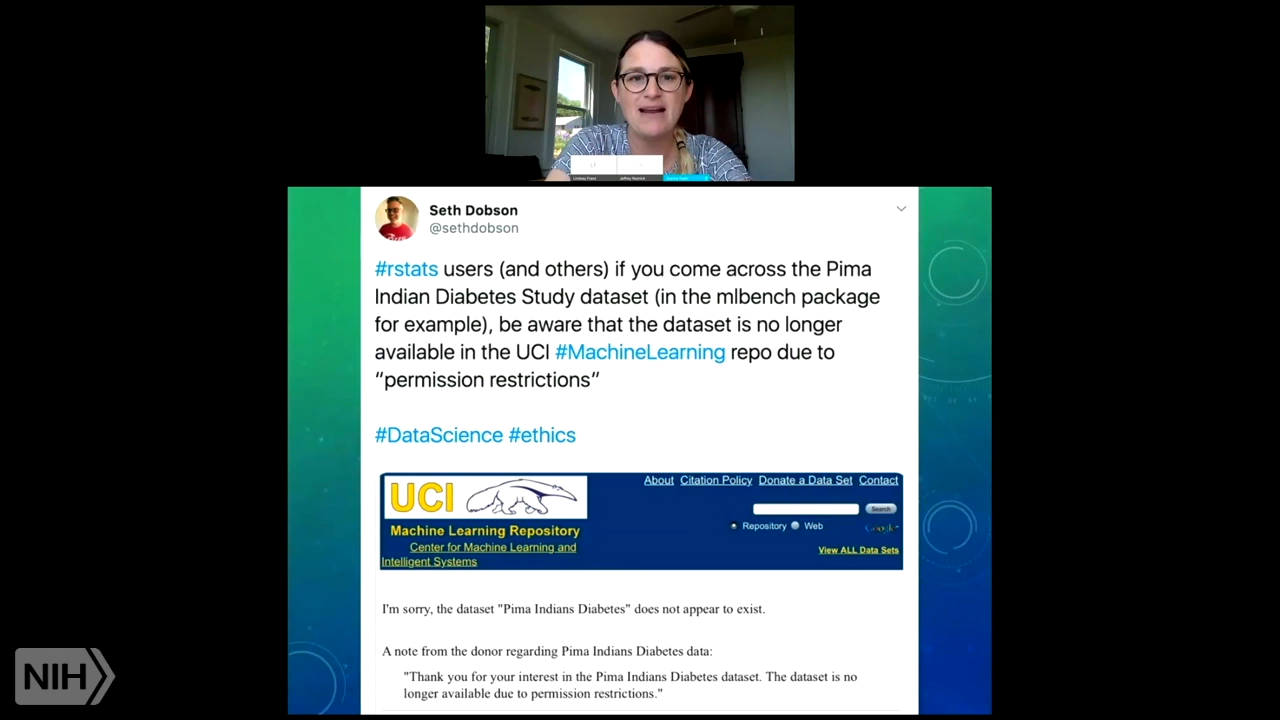 Lindsay Franz
Jeffrey Reznick
Seth Dobson
@sethdobson
#rstats users (and others) if you come across the Pima
Indian Diabetes Study dataset (in the mlbench package
for example), be aware that the dataset is no longer
available in the UCI #MachineLearning repo due to
“permission restrictions”
#DataScience #ethics
UCI
About Citation Policy Donate a Data Set Contact
Search
Repository Web
Google
Machine Learning Repository
Center for Machine Learning and
Intelligent Systems
View ALL Data Sets
I'm sorry, the dataset "Pima Indians Diabetes" does not appear to exist.
A note from the donor regarding Pima Indians Diabetes data:
"Thank you for your interest in the Pima Indians Diabetes dataset. The dataset is no
longer available due to permission restrictions."
NIH